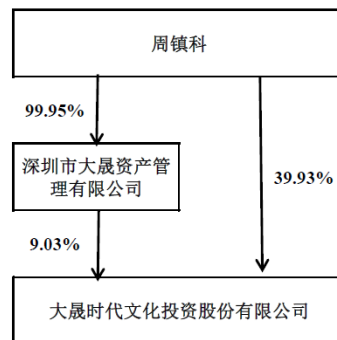 周镇科
99.95%
深圳市大晟资产管
理有限公司
39.93%
9.03%
大晟时代文化投资股份有限公司